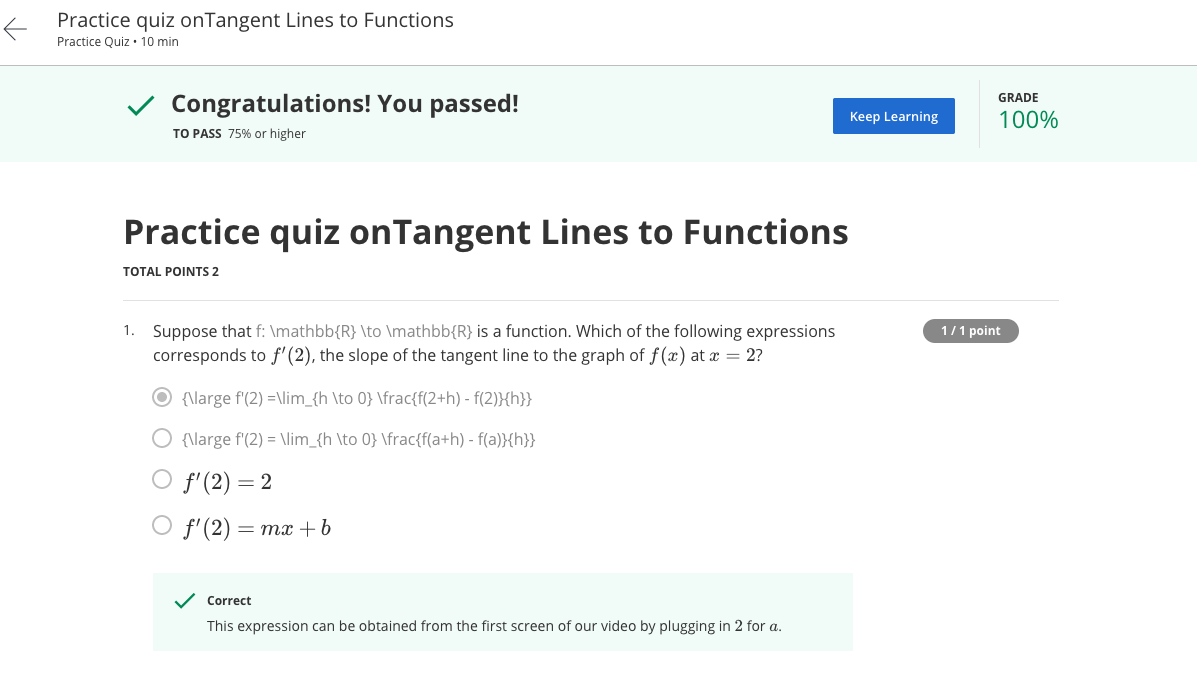 Practice quiz onTangent Lines to Functions
Practice Quiz • 10 min
Congratulations! You passed!
TO PASS 75% or higher
Keep Learning
GRADE
100%
Practice quiz onTangent Lines to Functions
TOTAL POINTS 2
1. Suppose that f: \mathbb{R} \to \mathbb{R} is a function. Which of the following expressions
corresponds to f′(2), the slope of the tangent line to the graph of f(x) at x = 2?
1 / 1 point
{\large f'(2) =\lim_{h \to 0} \frac{f(2+h) - f(2)}{h}}
{\large f'(2) = \lim_{h \to 0} \frac{f(a+h) - f(a)}{h}}
f′(2) = 2
f′(2) = mx + b
Correct
This expression can be obtained from the first screen of our video by plugging in 2 for a.